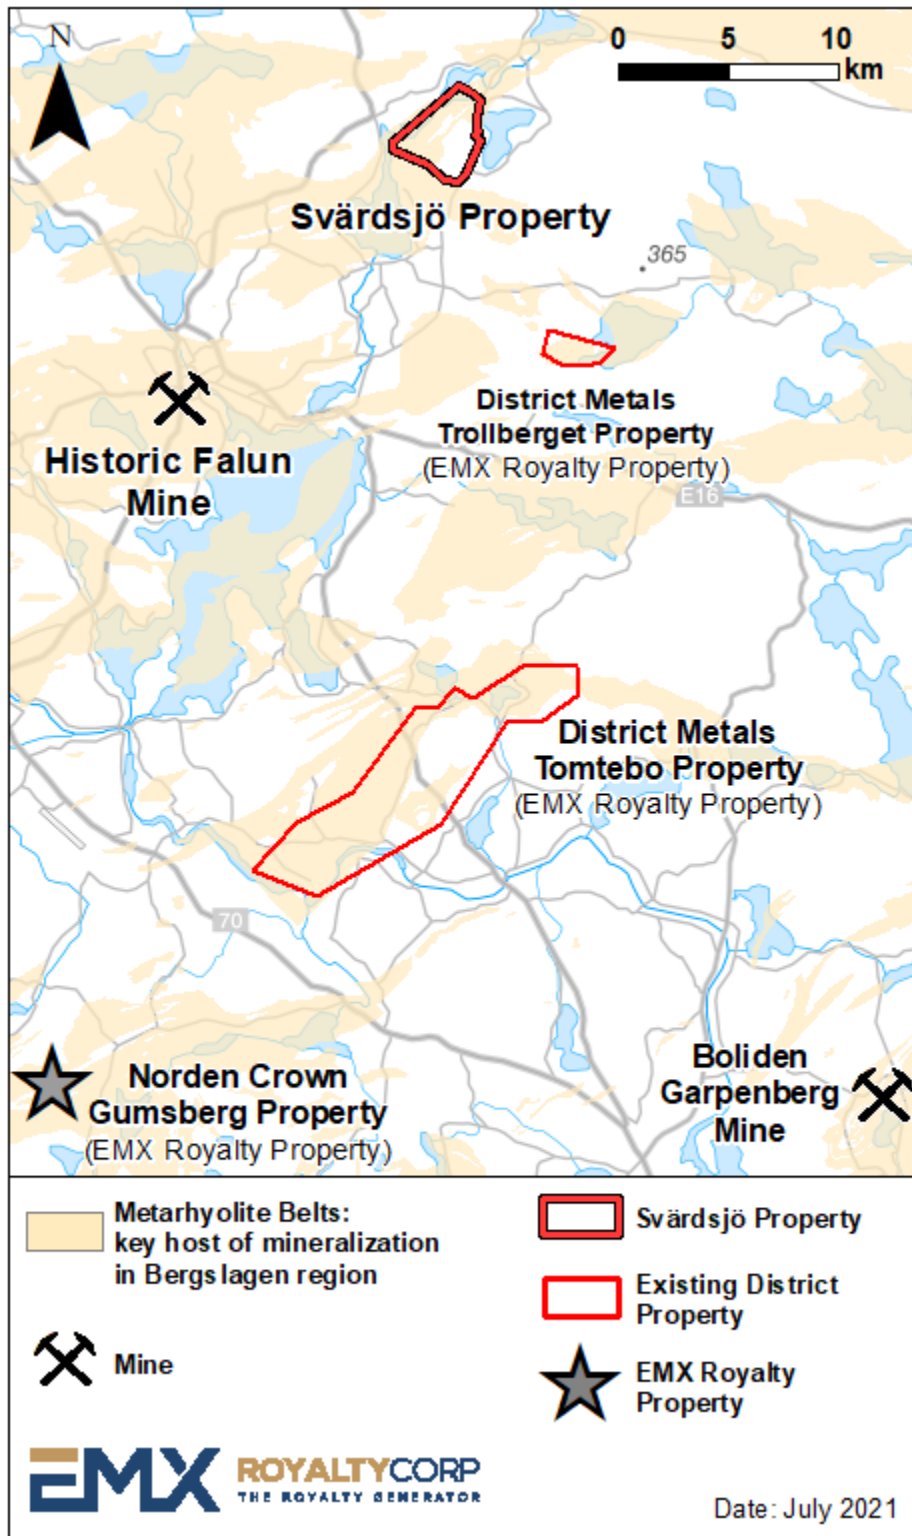 N
0 5 10
km
Svärdsjö Property
365
District Metals
Trollberget Property
(EMX Royalty Property)
Historic Falun
Mine
E16
District Metals
Tomtebo Property
(EMX Royalty Property)
70
Boliden
Garpenberg
Mine
Norden Crown
Gumsberg Property
(EMX Royalty Property)
Metarhyolite Belts:
key host of mineralization
in Bergslagen region
Mine
Svärdsjö Property
Existing District
Property
EMX Royalty
Property
EMX ROYALTYCORP
THE ROYALTY GENERATOR
Date: July 2021